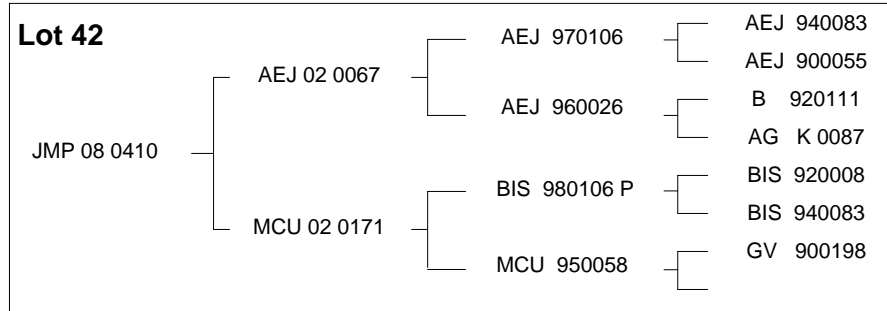 Lot 42
AEJ 940083
AEJ 970106
AEJ 900055
AEJ 02 0067
B 920111
AEJ 960026
AG K 0087
JMP 08 0410
BIS 920008
BIS 980106 P
BIS 940083
MCU 02 0171
GV 900198
MCU 950058